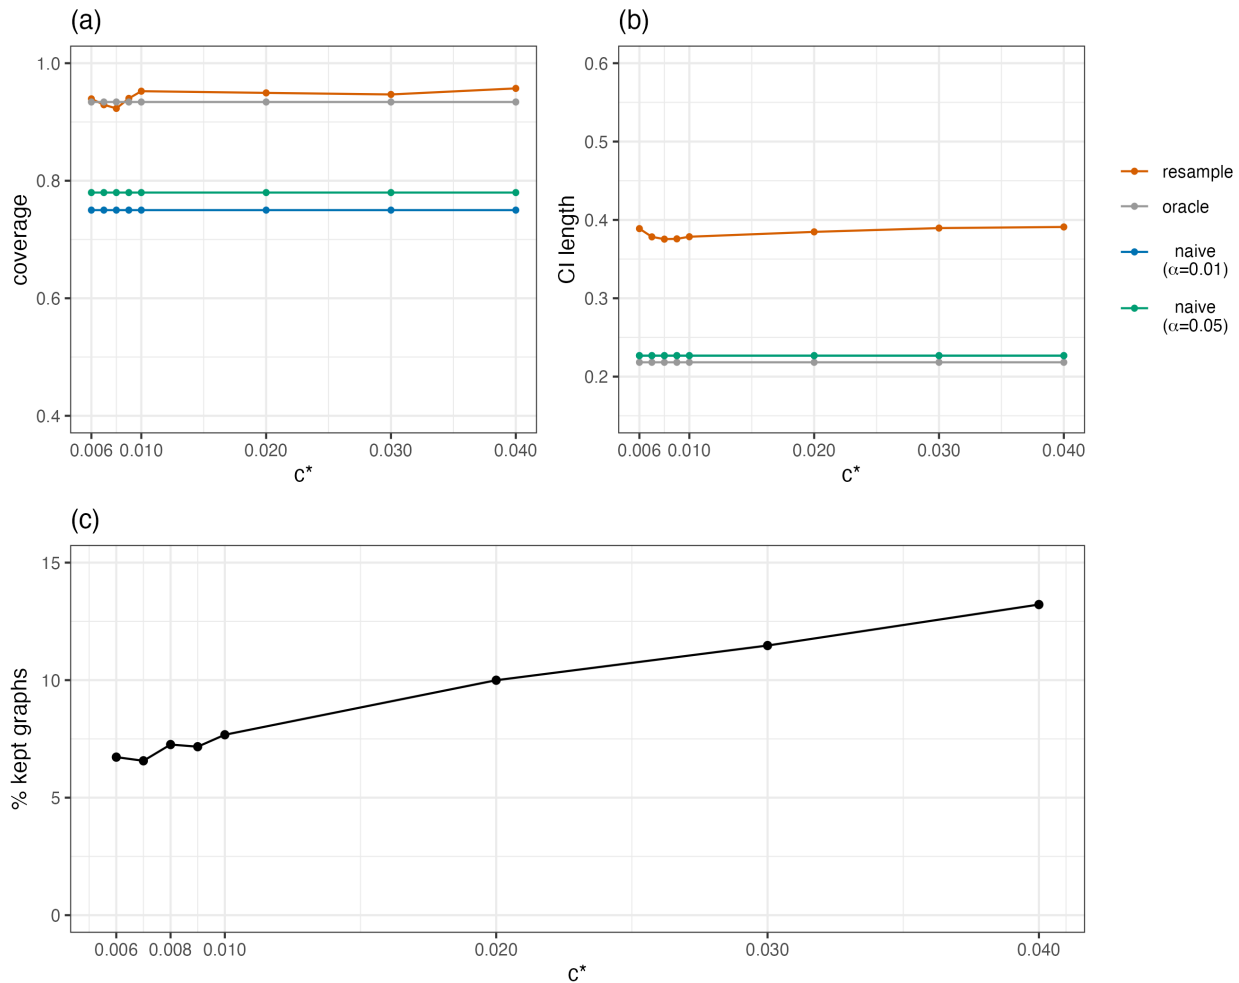 (a)
1.0
0.8
0.6
0.4
coverage
0.006 0.010 0.020 0.030 0.040
c*
(b)
0.6
0.5
0.4
0.3
0.2
CI length
0.006 0.010 0.020 0.030 0.040
c*
resample
oracle
naive
(α=0.01)
naive
(α=0.05)
(c)
15
10
5
0
% kept graphs
0.006 0.008 0.010 0.020 0.030 0.040
c*